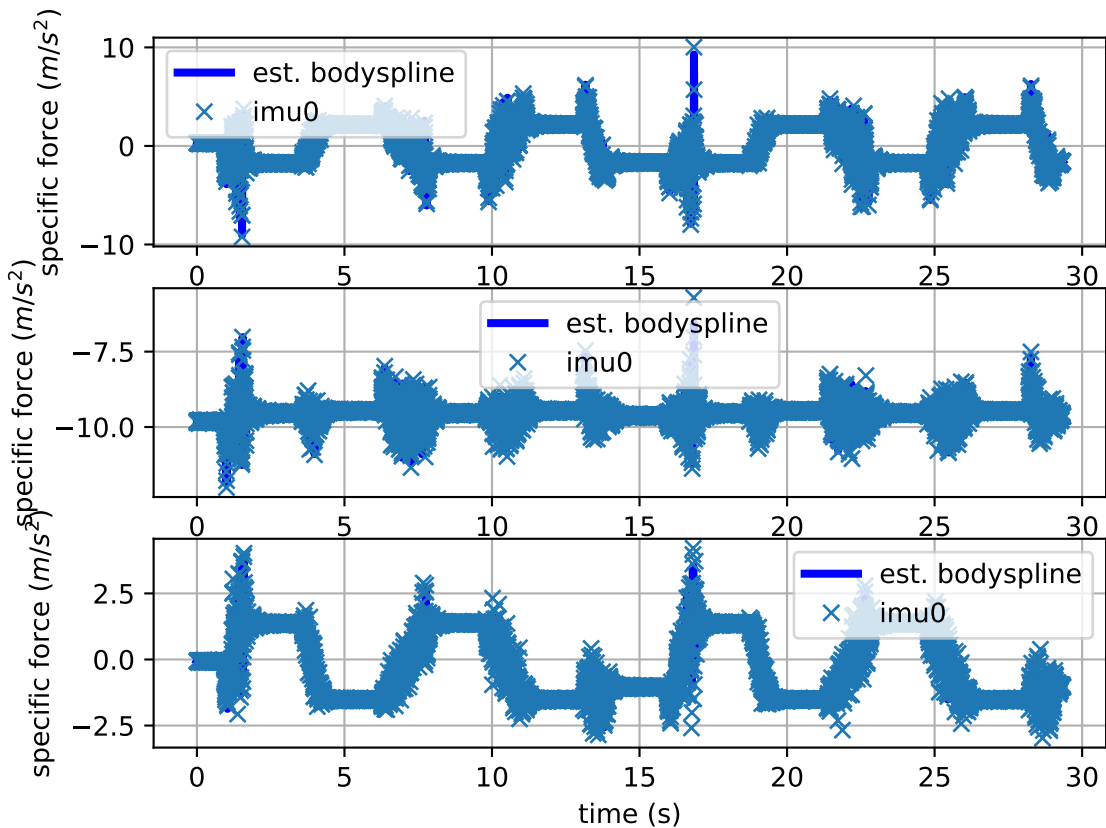 10
0
−10
specific force (m/s²)
est. bodyspline
imu0
0 5 10 15 20 25 30
−7.5
−10.0
specific force (m/s²)
est. bodyspline
imu0
0 5 10 15 20 25 30
2.5
0.0
−2.5
specific force (m/s²)
est. bodyspline
imu0
0 5 10 15 20 25 30
time (s)